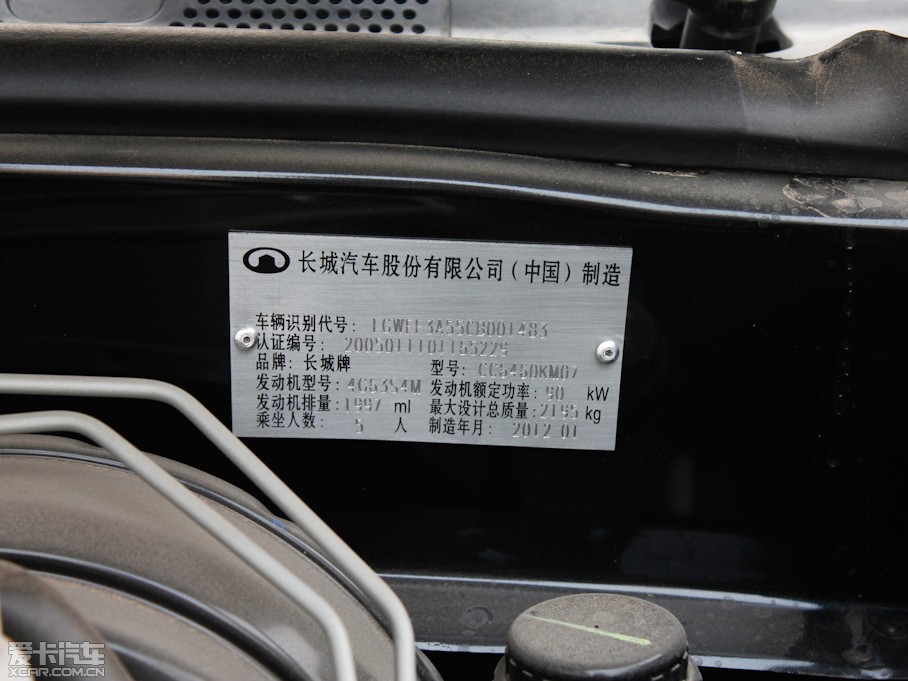 长城汽车股份有限公司(中国)制造
车辆识别代号: LGWFF3A55CB001483
认证编号: 2005011101155229
品牌: 长城牌 型号: CC6460KM07
发动机型号: 4G63S4M 发动机额定功率: 90 kW
发动机排量: 1997 ml 最大设计总质量: 2195 kg
乘坐人数: 5 人 制造年月: 2012 01
爱卡汽车
XCAR.COM.CN